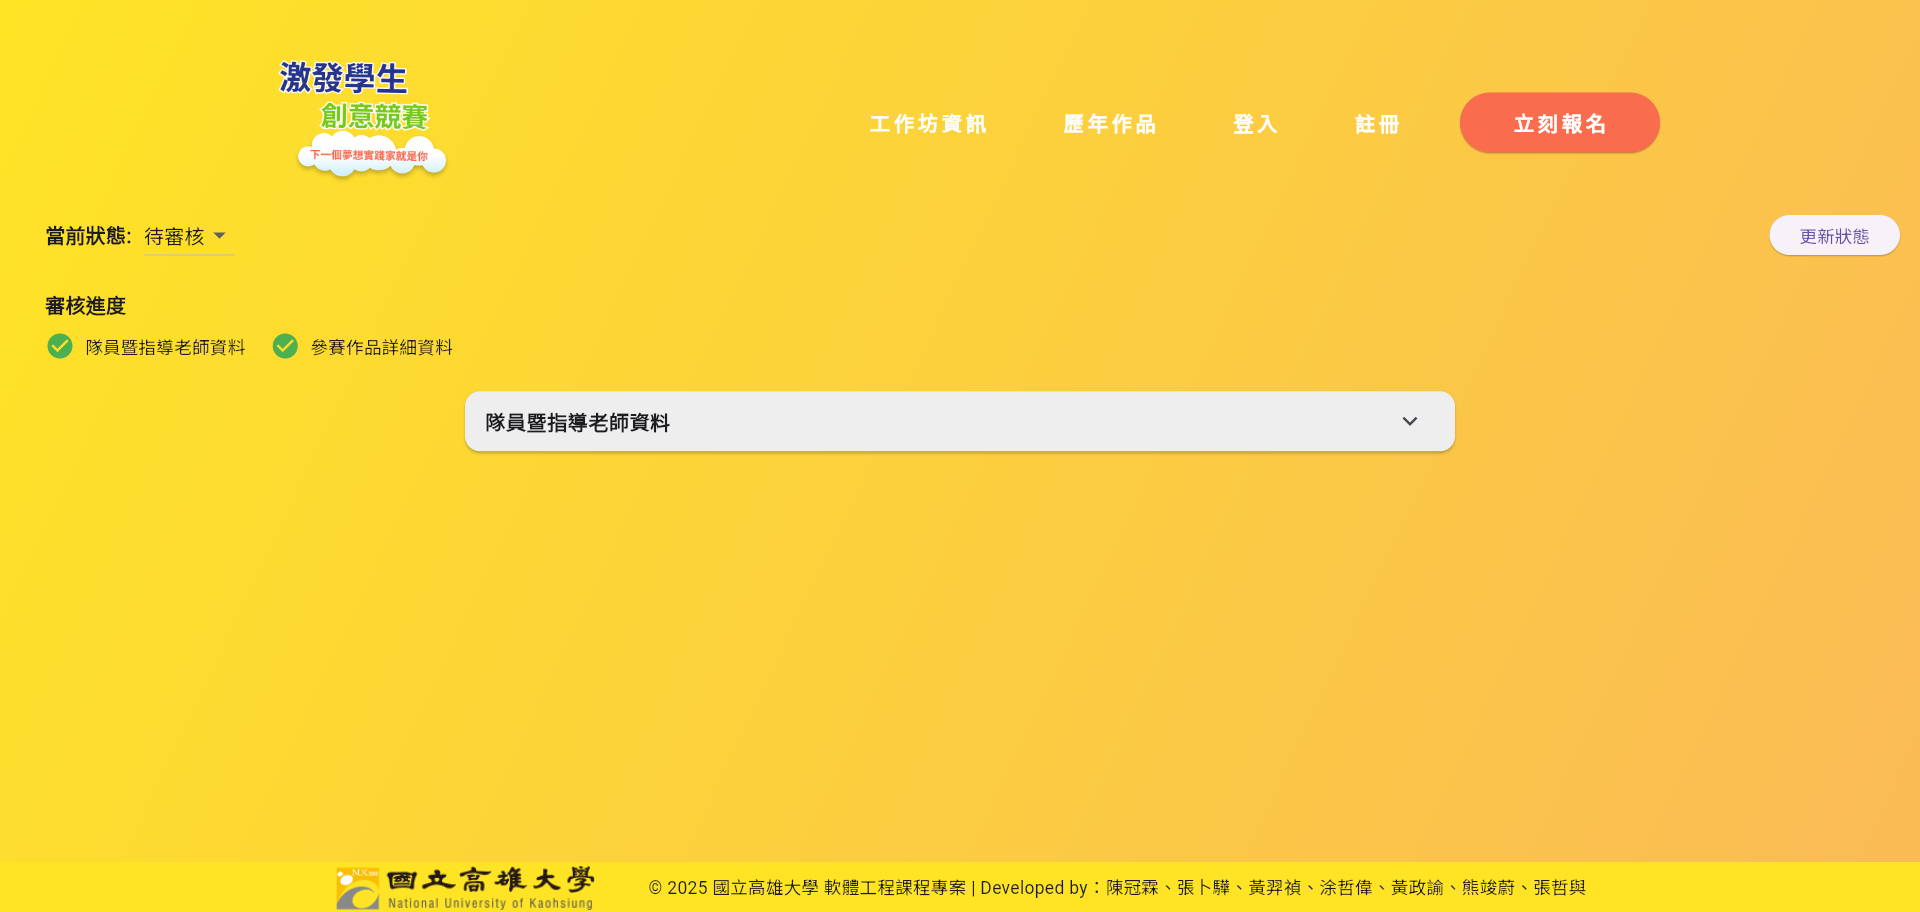 激發學生
創意競賽
下一個夢想實踐家就是你
工作坊資訊
歷年作品
登入
註冊
立刻報名
當前狀態:
待審核
更新狀態
審核進度
隊員暨指導老師資料
參賽作品詳細資料
隊員暨指導老師資料
NUK
國立高雄大學
National University of Kaohsiung
© 2025 國立高雄大學 軟體工程課程專案 | Developed by：陳冠霖、張卜驊、黃羿禎、涂哲偉、黃政諭、熊竣蔚、張哲與